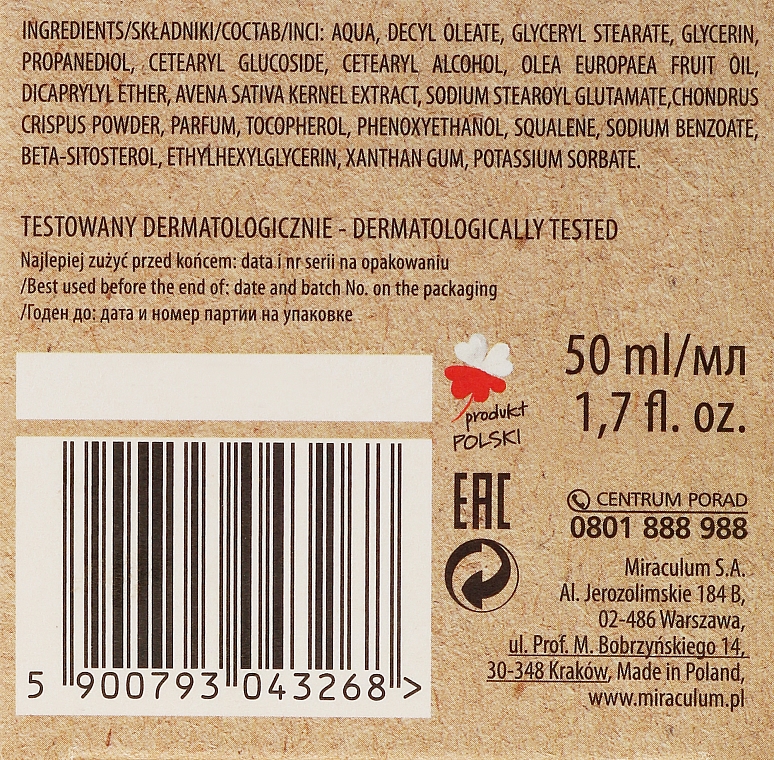 INGREDIENTS/SKŁADNIKI/СОСТАВ/INCI: AQUA, DECYL OLEATE, GLYCERYL STEARATE, GLYCERIN,
PROPANEDIOL, CETEARYL GLUCOSIDE, CETEARYL ALCOHOL, OLEA EUROPAEA FRUIT OIL,
DICAPRYLYL ETHER, AVENA SATIVA KERNEL EXTRACT, SODIUM STEAROYL GLUTAMATE,CHONDRUS
CRISPUS POWDER, PARFUM, TOCOPHEROL, PHENOXYETHANOL, SQUALENE, SODIUM BENZOATE,
BETA-SITOSTEROL, ETHYLHEXYLGLYCERIN, XANTHAN GUM, POTASSIUM SORBATE.
TESTOWANY DERMATOLOGICZNIE - DERMATOLOGICALLY TESTED
Najlepiej zużyć przed końcem: data i nr serii na opakowaniu
/Best used before the end of: date and batch No. on the packaging
/Годен до: дата и номер партии на упаковке
50 ml/мл
1,7 fl. oz.
produkt
POLSKI
EAC
CENTRUM PORAD
0801 888 988
Miraculum S.A.
Al. Jerozolimskie 184 B,
02-486 Warszawa,
ul. Prof. M. Bobrzyńskiego 14,
30-348 Kraków, Made in Poland,
www.miraculum.pl
5 900793 043268 >